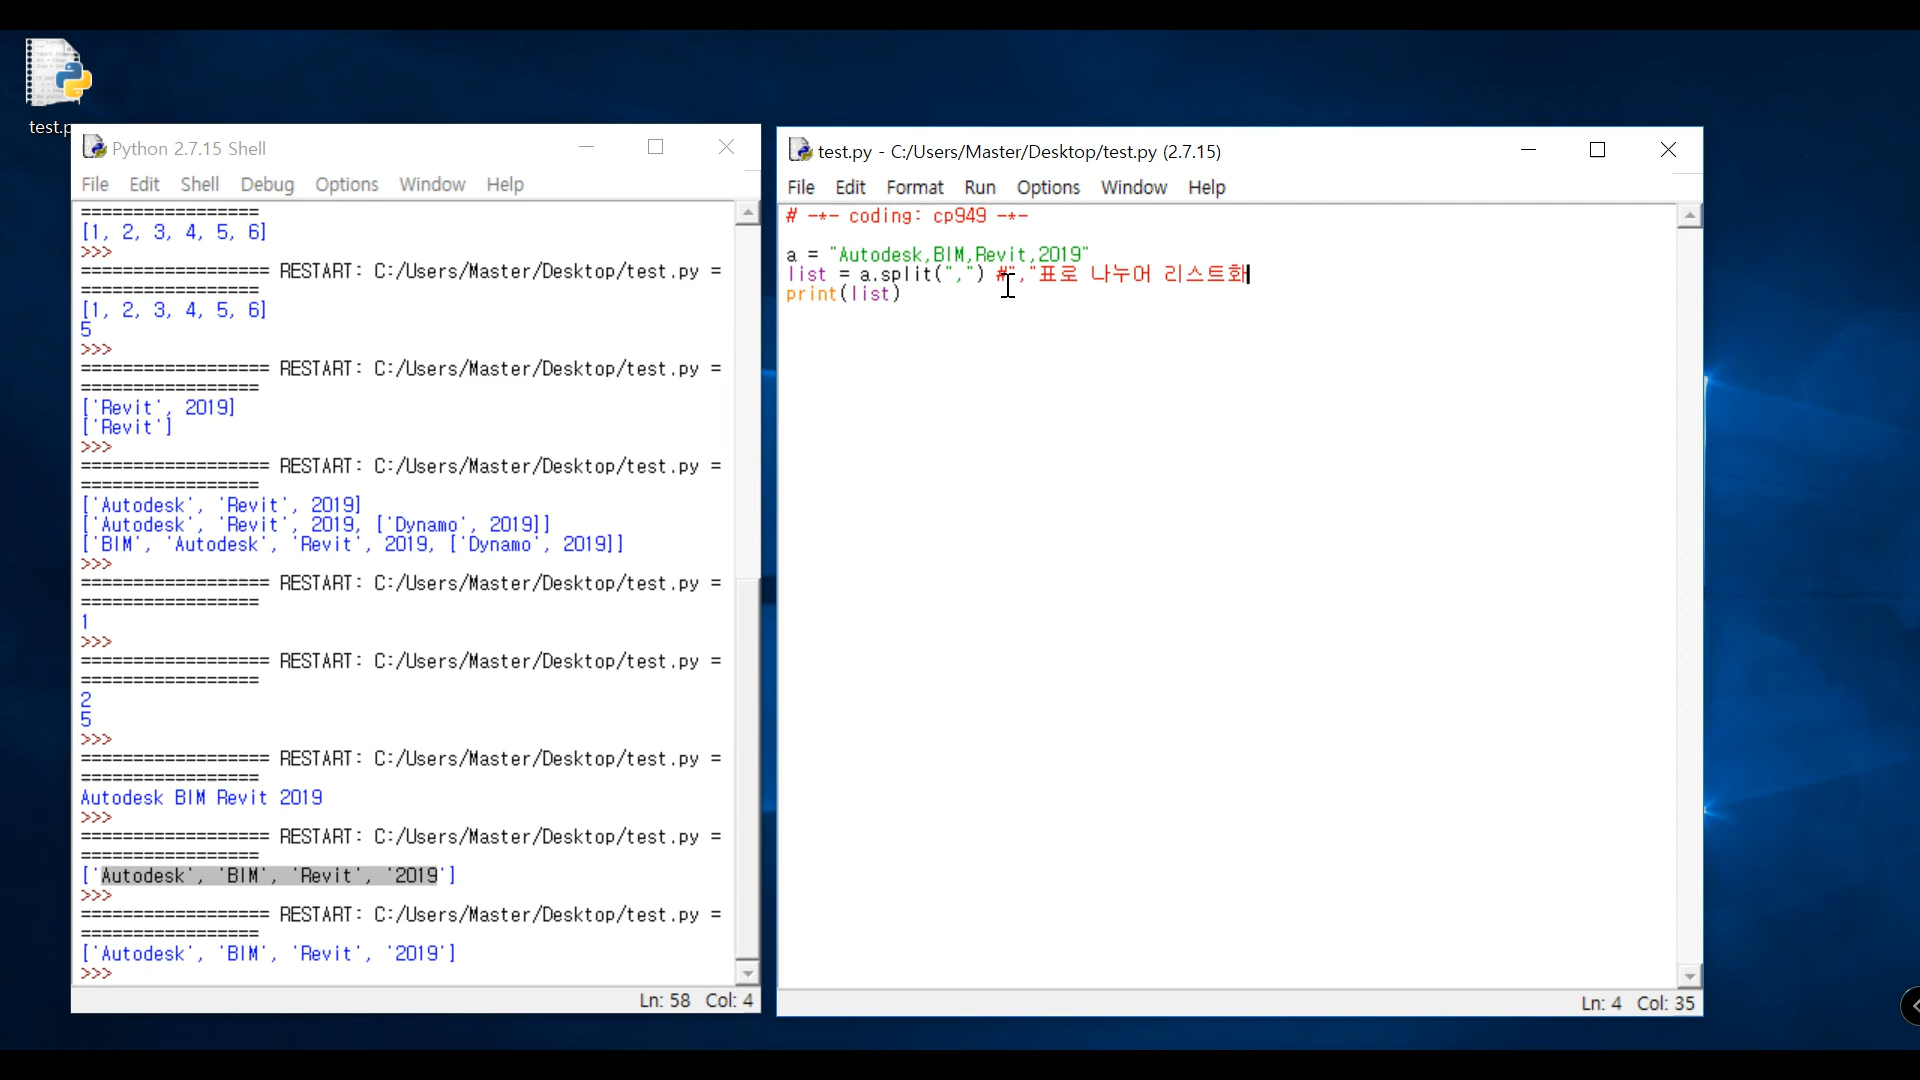 test.p
Python 2.7.15 Shell
File Edit Shell Debug Options Window Help
=================
[1, 2, 3, 4, 5, 6]
>>>
================== RESTART: C:/Users/Master/Desktop/test.py =
=================
[1, 2, 3, 4, 5, 6]
5
>>>
================== RESTART: C:/Users/Master/Desktop/test.py =
=================
['Revit', 2019]
['Revit']
>>>
================== RESTART: C:/Users/Master/Desktop/test.py =
=================
['Autodesk', 'Revit', 2019]
['Autodesk', 'Revit', 2019, ['Dynamo', 2019]]
['BIM', 'Autodesk', 'Revit', 2019, ['Dynamo', 2019]]
>>>
================== RESTART: C:/Users/Master/Desktop/test.py =
=================
1
>>>
================== RESTART: C:/Users/Master/Desktop/test.py =
=================
2
5
>>>
================== RESTART: C:/Users/Master/Desktop/test.py =
=================
Autodesk BIM Revit 2019
>>>
================== RESTART: C:/Users/Master/Desktop/test.py =
=================
['Autodesk', 'BIM', 'Revit', '2019']
>>>
================== RESTART: C:/Users/Master/Desktop/test.py =
=================
['Autodesk', 'BIM', 'Revit', '2019']
>>>
Ln: 58 Col: 4
test.py - C:/Users/Master/Desktop/test.py (2.7.15)
File Edit Format Run Options Window Help
# -*- coding: cp949 -*-
a = "Autodesk,BIM,Revit,2019"
list = a.split(",") #","표로 나누어 리스트화
print(list)
Ln: 4 Col: 35